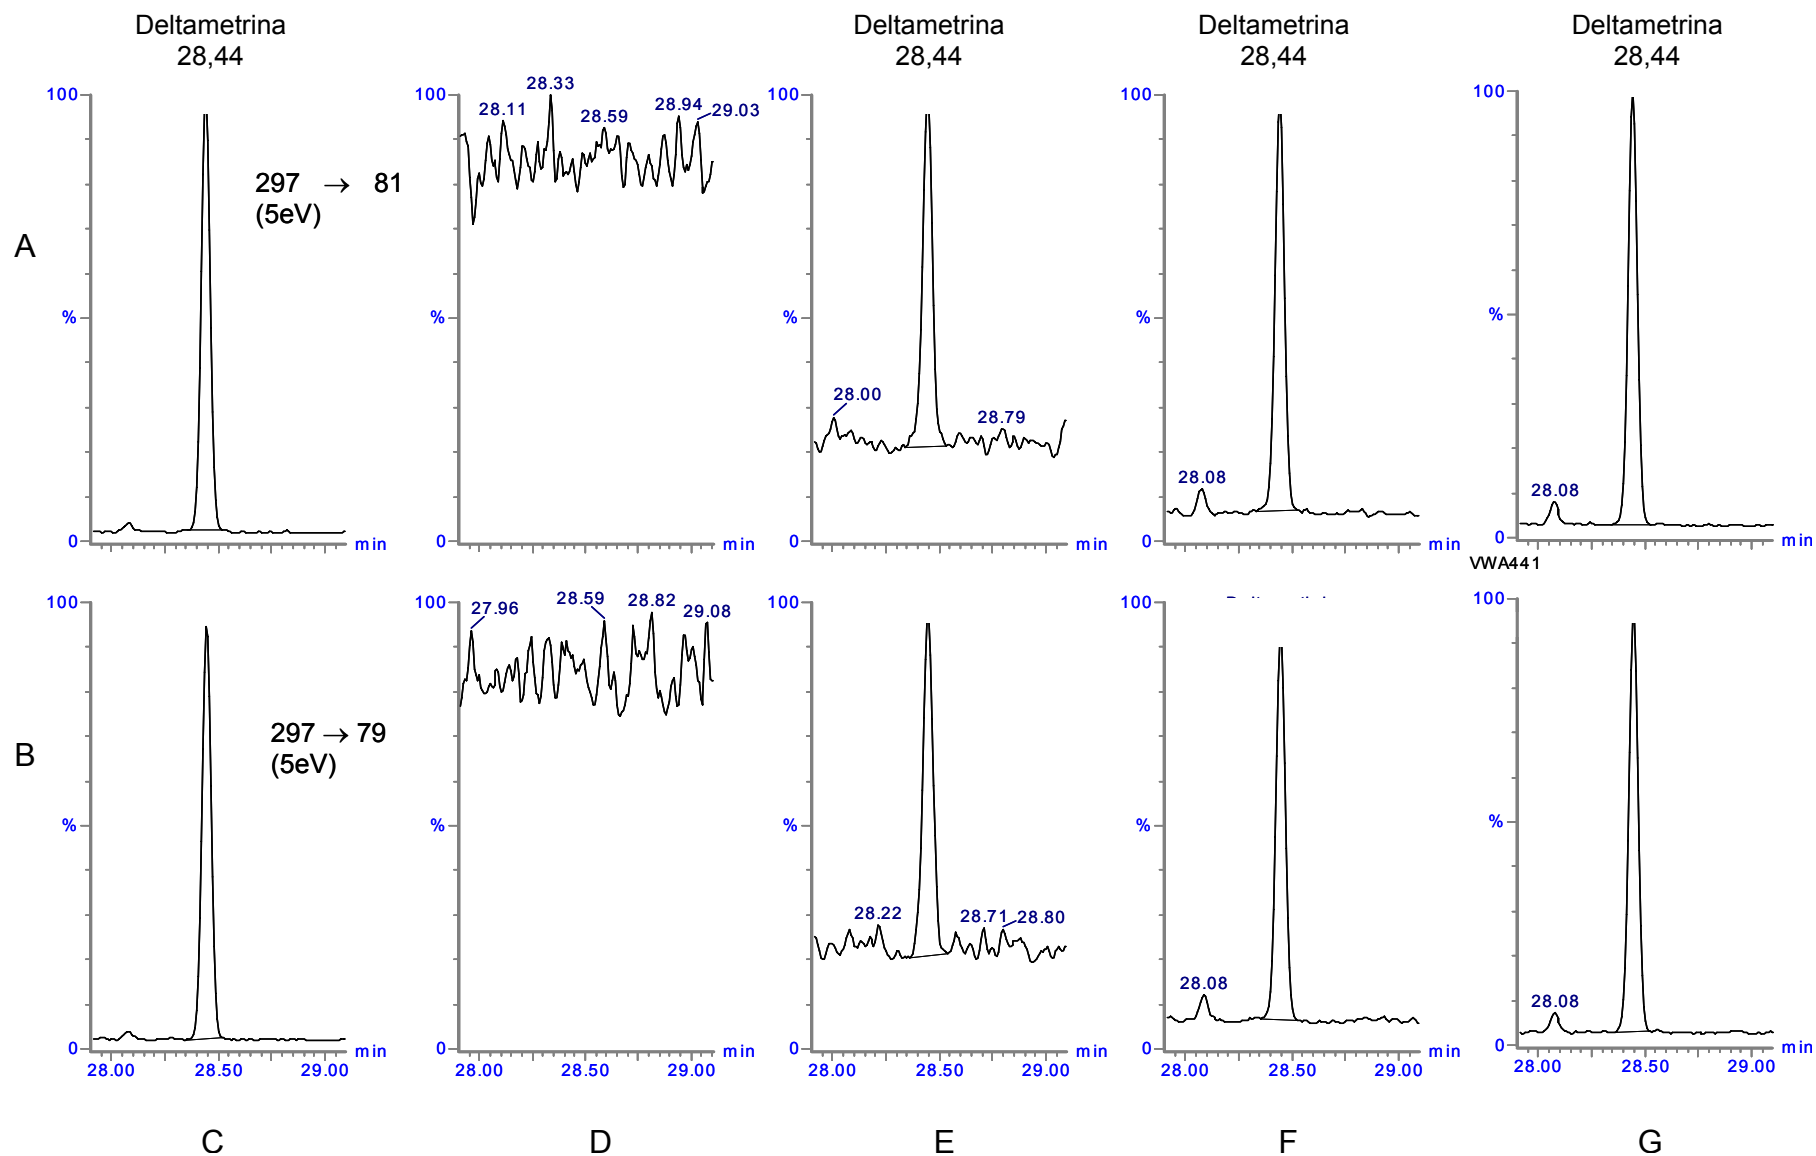 Deltametrina
28,44
Deltametrina
28,44
Deltametrina
28,44
Deltametrina
28,44
A
100
%
0
min
297 → 81
(5eV)
100
%
0
28.11
28.33
28.59
28.94
29.03
min
100
%
0
28.00
28.79
min
100
%
0
28.08
min
100
%
0
28.08
min
VWA441
B
100
%
0
297 → 79
(5eV)
min
28.00 28.50 29.00
100
%
0
27.96
28.59
28.82
29.08
min
28.00 28.50 29.00
100
%
0
28.22
28.71
28.80
min
28.00 28.50 29.00
100
%
0
28.08
min
28.00 28.50 29.00
100
%
0
28.08
min
28.00 28.50 29.00
C D E F G